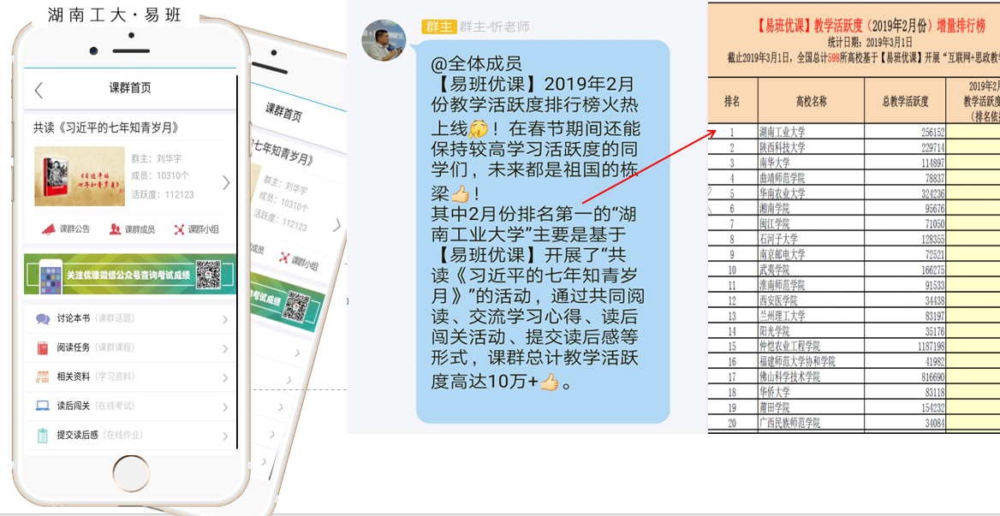 湖南工大·易班
课群首页
共读《习近平的七年知青岁月》
群主：刘华宇
成员：10310个
活跃度：112123
课群公告 课群成员 课群小组
关注优课微信公众号查询考试成绩
讨论本书（课群话题）
阅读任务（课群课程）
相关资料（学习资料）
读后闯关（在线考试）
提交读后感（在线作业）
课群首页
七年知青岁月》
群主：刘华宇
成员：10310个
活跃度：112123
成员 课群小组
考试成绩
群主 群主-忻老师
@全体成员
【易班优课】2019年2月
份教学活跃度排行榜火热
上线🤭！在春节期间还能
保持较高学习活跃度的同
学们，未来都是祖国的栋
梁👍！
其中2月份排名第一的“湖
南工业大学”主要是基于
【易班优课】开展了“共
读《习近平的七年知青岁
月》”的活动，通过共同阅
读、交流学习心得、读后
闯关活动、提交读后感等
形式，课群总计教学活跃
度高达10万+👍。
【易班优课】教学活跃度（2019年2月份）增量排行榜
统计日期：2019年3月1日
截止2019年3月1日，全国总计598所高校基于【易班优课】开展“互联网+思政教学
排名 高校名称 总教学活跃度 2019年2月
教学活跃度
（排名依
1 湖南工业大学 256152
2 陕西科技大学 229714
3 南华大学 114897
4 曲靖师范学院 78837
5 华南农业大学 324236
6 湘南学院 95676
7 闽江学院 71050
8 石河子大学 128355
9 南京邮电大学 72521
10 武夷学院 166275
11 淮南师范学院 91533
12 西安医学院 34438
13 兰州理工大学 83197
14 阳光学院 35176
15 仲恺农业工程学院 1187198
16 福建师范大学协和学院 41982
17 佛山科学技术学院 816690
18 华侨大学 83118
19 莆田学院 154232
20 广西民族师范学院 34084